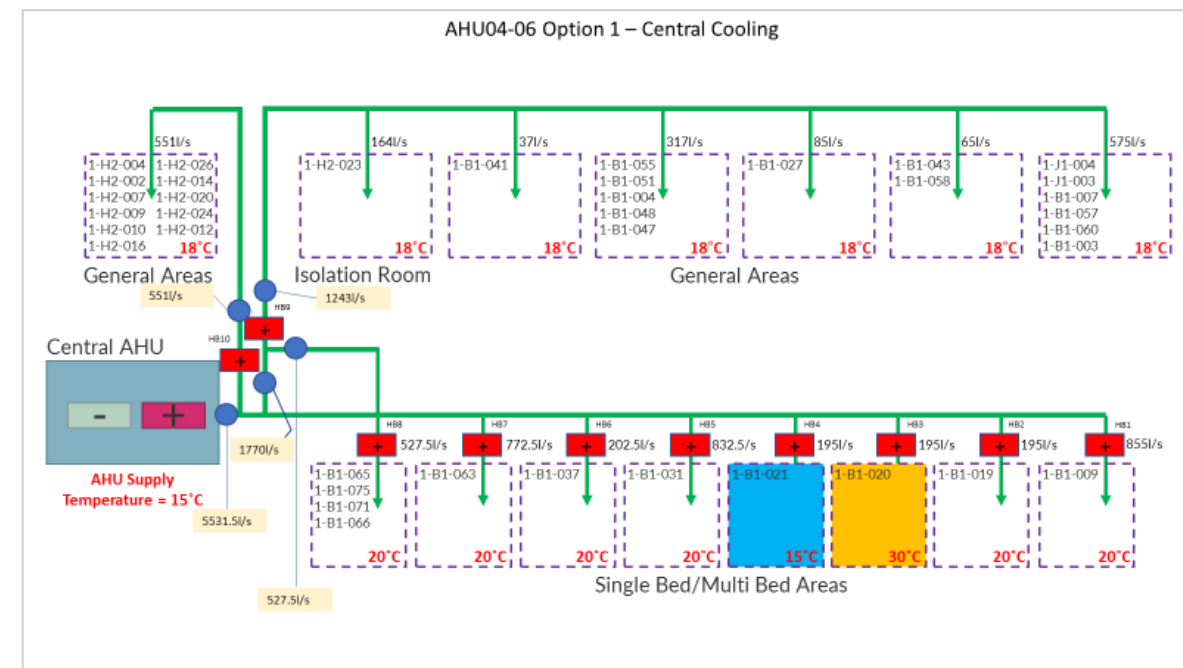 AHU04-06 Option 1 – Central Cooling
551l/s
164l/s
37l/s
317l/s
85l/s
65l/s
575l/s
1-H2-004 1-H2-026
1-H2-002 1-H2-014
1-H2-007 1-H2-020
1-H2-009 1-H2-024
1-H2-010 1-H2-012
1-H2-016
18°C
1-H2-023
18°C
1-B1-041
18°C
1-B1-055
1-B1-051
1-B1-004
1-B1-048
1-B1-047
18°C
1-B1-027
18°C
1-B1-043
1-B1-058
18°C
1-J1-004
1-J1-003
1-B1-007
1-B1-057
1-B1-060
1-B1-003
18°C
General Areas
Isolation Room
General Areas
551l/s
1243l/s
HB9
+
HB10
+
Central AHU
-
+
AHU Supply
Temperature = 15°C
1770l/s
5531.5l/s
527.5l/s
HB8
+
527.5l/s
HB7
+
772.5l/s
HB6
+
202.5l/s
HB5
+
832.5l/s
HB4
+
195l/s
HB3
+
195l/s
HB2
+
195l/s
HB1
+
855l/s
1-B1-065
1-B1-075
1-B1-071
1-B1-066
20°C
1-B1-063
20°C
1-B1-037
20°C
1-B1-031
20°C
1-B1-021
15°C
1-B1-020
30°C
1-B1-019
20°C
1-B1-009
20°C
Single Bed/Multi Bed Areas